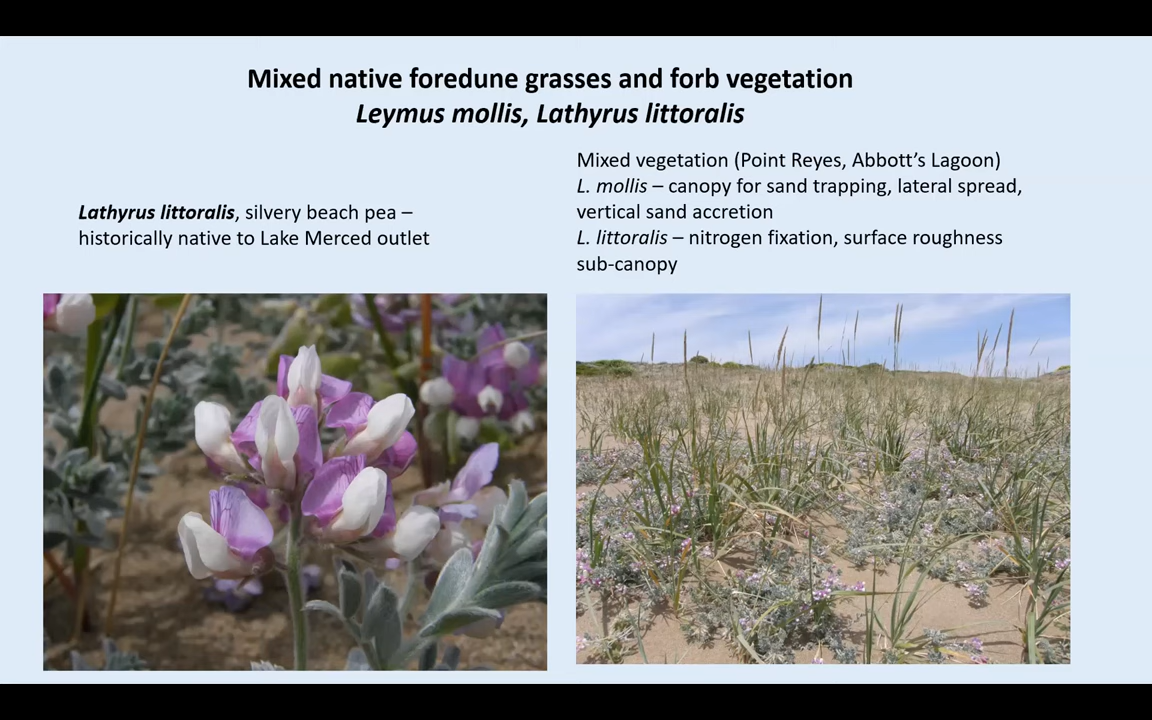 Mixed native foredune grasses and forb vegetation
Leymus mollis, Lathyrus littoralis
Lathyrus littoralis, silvery beach pea –
historically native to Lake Merced outlet
Mixed vegetation (Point Reyes, Abbott’s Lagoon)
L. mollis – canopy for sand trapping, lateral spread,
vertical sand accretion
L. littoralis – nitrogen fixation, surface roughness
sub-canopy